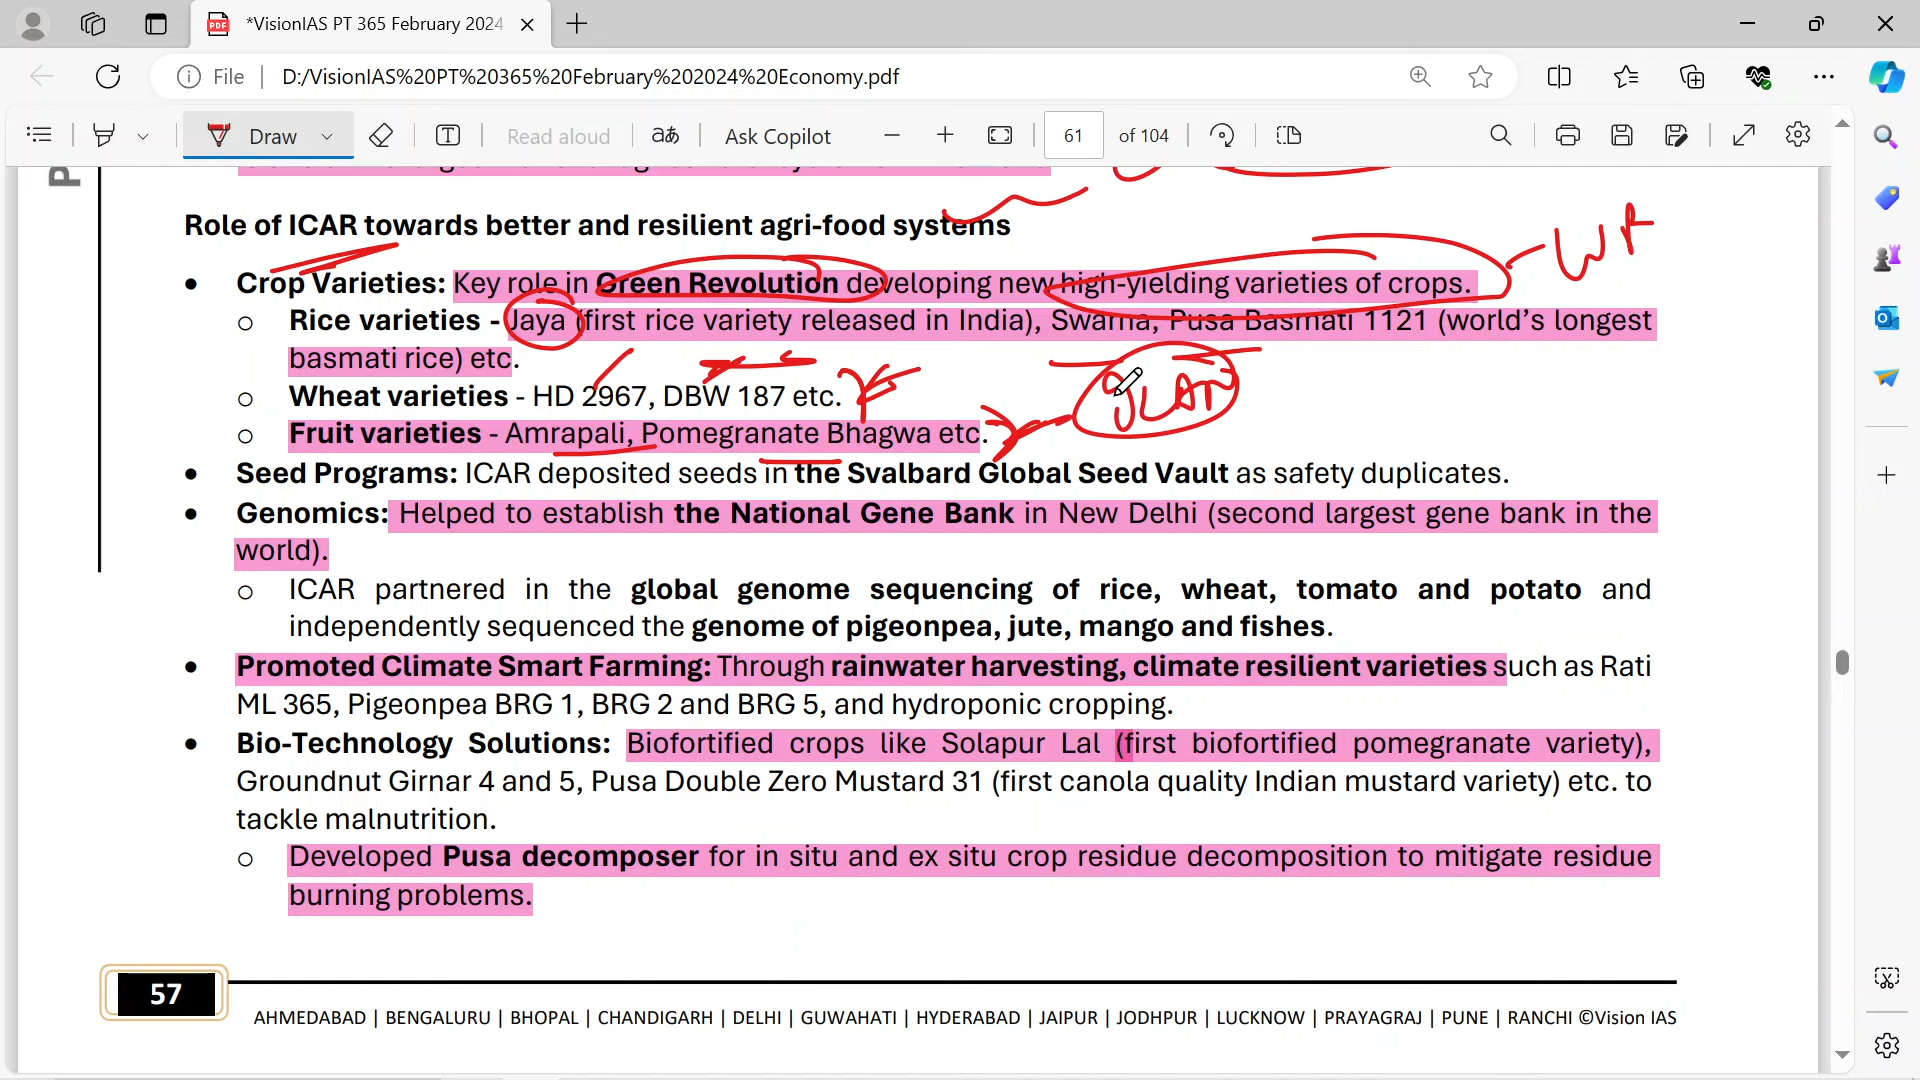 *VisionIAS PT 365 February 2024
File
D:/VisionIAS%20PT%20365%20February%202024%20Economy.pdf
Draw
Read aloud
aあ
Ask Copilot
61
of 104
P
Role of ICAR towards better and resilient agri-food systems
• Crop Varieties: Key role in Green Revolution developing new high-yielding varieties of crops.
o Rice varieties - Jaya (first rice variety released in India), Swarna, Pusa Basmati 1121 (world's longest
basmati rice) etc.
o Wheat varieties - HD 2967, DBW 187 etc.
o Fruit varieties - Amrapali, Pomegranate Bhagwa etc.
• Seed Programs: ICAR deposited seeds in the Svalbard Global Seed Vault as safety duplicates.
• Genomics: Helped to establish the National Gene Bank in New Delhi (second largest gene bank in the
world).
o ICAR partnered in the global genome sequencing of rice, wheat, tomato and potato and
independently sequenced the genome of pigeonpea, jute, mango and fishes.
• Promoted Climate Smart Farming: Through rainwater harvesting, climate resilient varieties such as Rati
ML 365, Pigeonpea BRG 1, BRG 2 and BRG 5, and hydroponic cropping.
• Bio-Technology Solutions: Biofortified crops like Solapur Lal (first biofortified pomegranate variety),
Groundnut Girnar 4 and 5, Pusa Double Zero Mustard 31 (first canola quality Indian mustard variety) etc. to
tackle malnutrition.
o Developed Pusa decomposer for in situ and ex situ crop residue decomposition to mitigate residue
burning problems.
57
AHMEDABAD | BENGALURU | BHOPAL | CHANDIGARH | DELHI | GUWAHATI | HYDERABAD | JAIPUR | JODHPUR | LUCKNOW | PRAYAGRAJ | PUNE | RANCHI ©Vision IAS